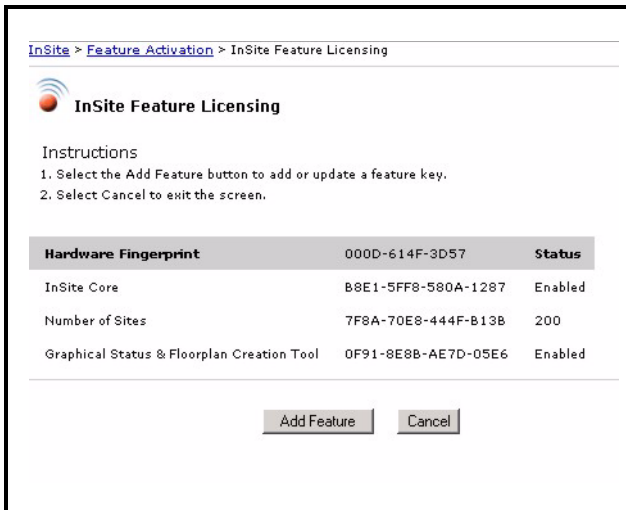 InSite > Feature Activation > InSite Feature Licensing
InSite Feature Licensing
Instructions
1. Select the Add Feature button to add or update a feature key.
2. Select Cancel to exit the screen.
Hardware Fingerprint 000D-614F-3D57 Status
InSite Core B8E1-5FF8-580A-1287 Enabled
Number of Sites 7F8A-70E8-444F-B13B 200
Graphical Status & Floorplan Creation Tool 0F91-8E8B-AE7D-05E6 Enabled
Add Feature Cancel